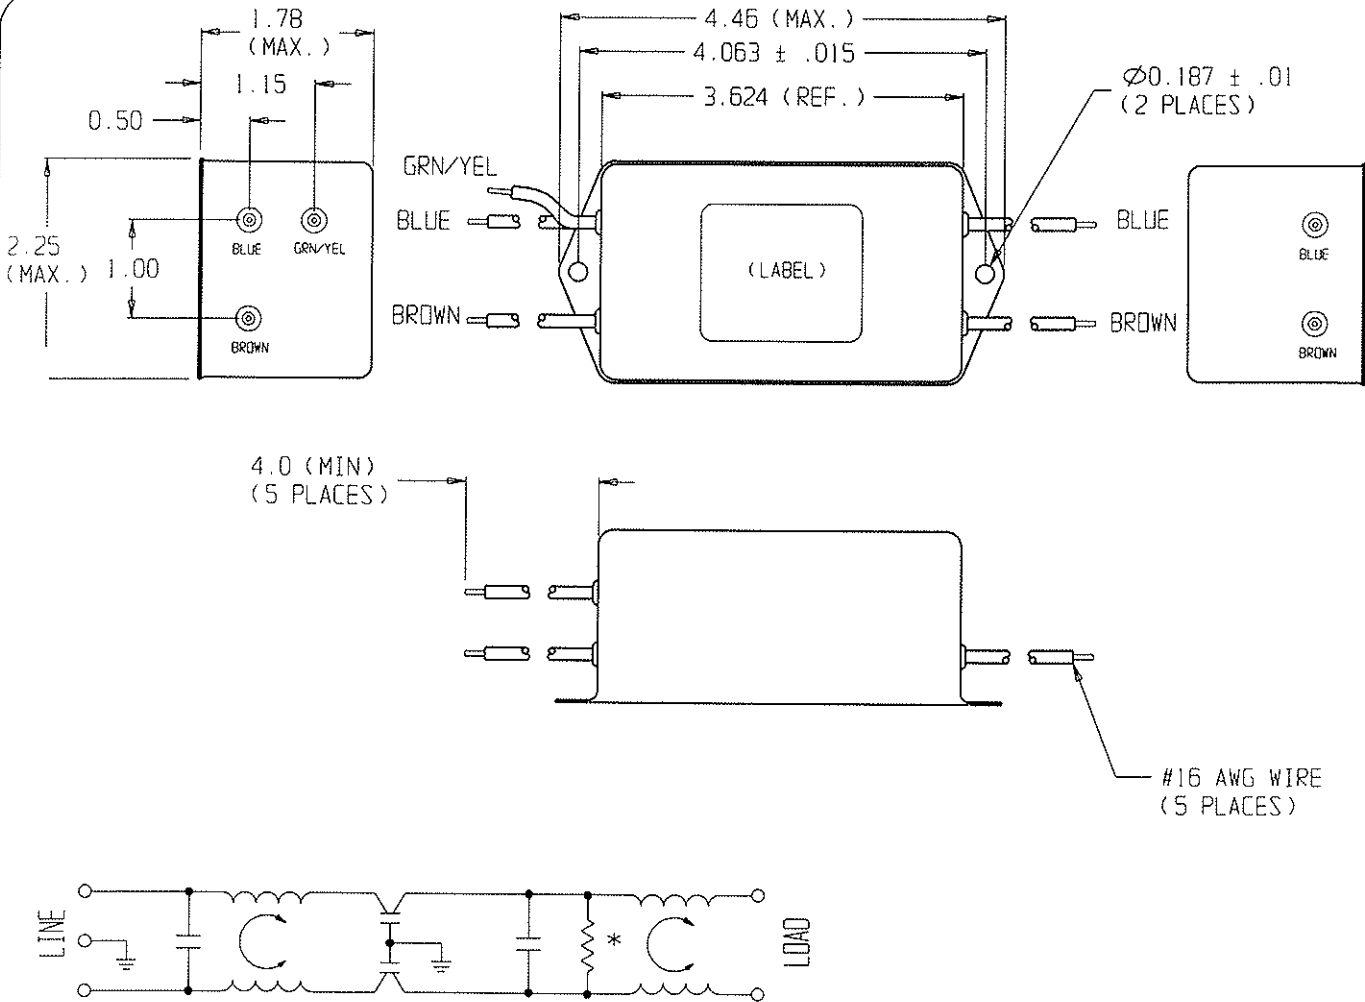 1.78
(MAX.)
1.15
0.50
2.25
(MAX.)
1.00
BLUE
GRN/YEL
BROWN
4.46 (MAX.)
4.063 ± .015
3.624 (REF.)
Ø0.187 ± .01
(2 PLACES)
GRN/YEL
BLUE
BROWN
(LABEL)
BLUE
BROWN
BLUE
BROWN
4.0 (MIN)
(5 PLACES)
#16 AWG WIRE
(5 PLACES)
LINE
*
LOAD